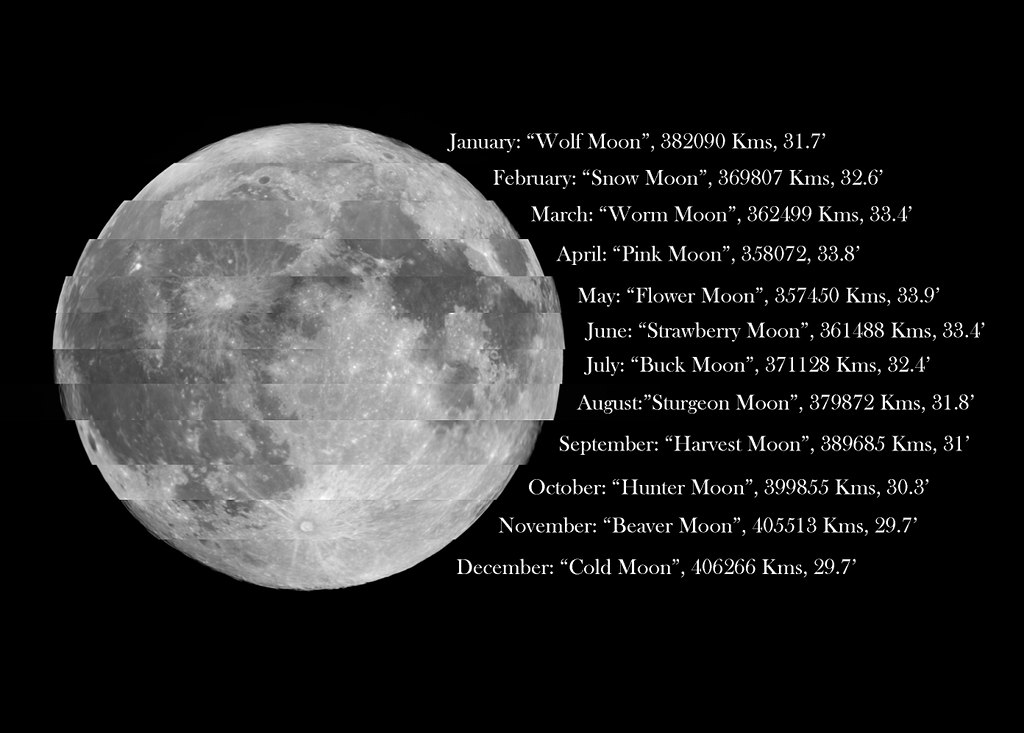 January: “Wolf Moon”, 382090 Kms, 31.7’
February: “Snow Moon”, 369807 Kms, 32.6’
March: “Worm Moon”, 362499 Kms, 33.4’
April: “Pink Moon”, 358072, 33.8’
May: “Flower Moon”, 357450 Kms, 33.9’
June: “Strawberry Moon”, 361488 Kms, 33.4’
July: “Buck Moon”, 371128 Kms, 32.4’
August:”Sturgeon Moon”, 379872 Kms, 31.8’
September: “Harvest Moon”, 389685 Kms, 31’
October: “Hunter Moon”, 399855 Kms, 30.3’
November: “Beaver Moon”, 405513 Kms, 29.7’
December: “Cold Moon”, 406266 Kms, 29.7’